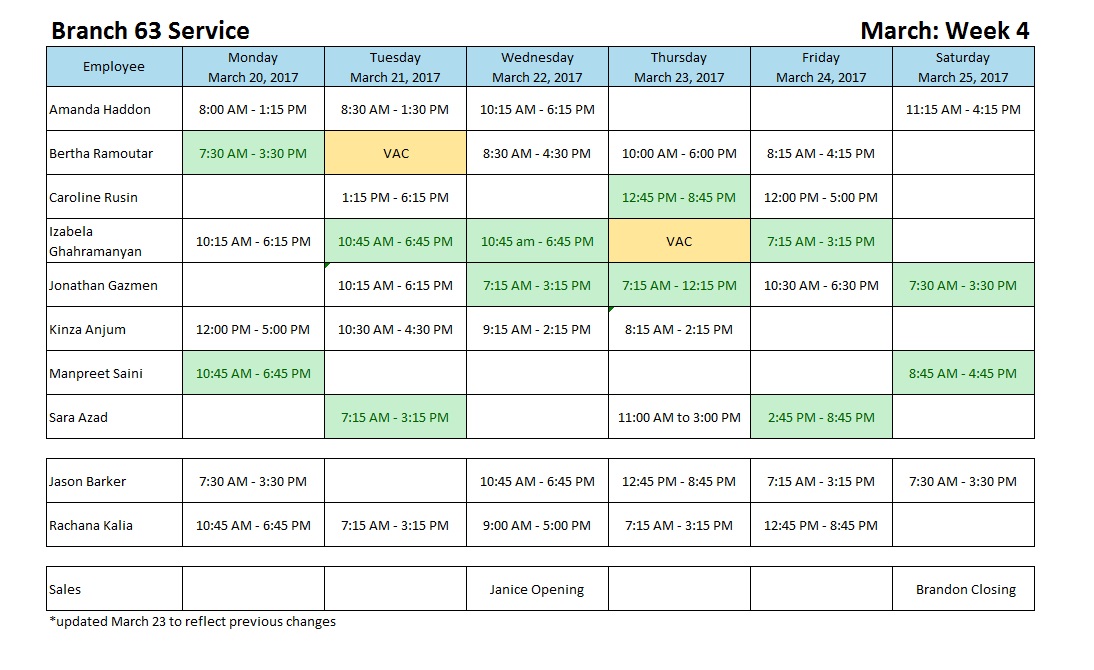 Branch 63 Service March: Week 4
Employee Monday March 20, 2017 Tuesday March 21, 2017 Wednesday March 22, 2017 Thursday March 23, 2017 Friday March 24, 2017 Saturday March 25, 2017
Amanda Haddon 8:00 AM - 1:15 PM 8:30 AM - 1:30 PM 10:15 AM - 6:15 PM 11:15 AM - 4:15 PM
Bertha Ramoutar 7:30 AM - 3:30 PM VAC 8:30 AM - 4:30 PM 10:00 AM - 6:00 PM 8:15 AM - 4:15 PM
Caroline Rusin 1:15 PM - 6:15 PM 12:45 PM - 8:45 PM 12:00 PM - 5:00 PM
Izabela Ghahramanyan 10:15 AM - 6:15 PM 10:45 AM - 6:45 PM 10:45 am - 6:45 PM VAC 7:15 AM - 3:15 PM
Jonathan Gazmen 10:15 AM - 6:15 PM 7:15 AM - 3:15 PM 7:15 AM - 12:15 PM 10:30 AM - 6:30 PM 7:30 AM - 3:30 PM
Kinza Anjum 12:00 PM - 5:00 PM 10:30 AM - 4:30 PM 9:15 AM - 2:15 PM 8:15 AM - 2:15 PM
Manpreet Saini 10:45 AM - 6:45 PM 8:45 AM - 4:45 PM
Sara Azad 7:15 AM - 3:15 PM 11:00 AM to 3:00 PM 2:45 PM - 8:45 PM
Jason Barker 7:30 AM - 3:30 PM 10:45 AM - 6:45 PM 12:45 PM - 8:45 PM 7:15 AM - 3:15 PM 7:30 AM - 3:30 PM
Rachana Kalia 10:45 AM - 6:45 PM 7:15 AM - 3:15 PM 9:00 AM - 5:00 PM 7:15 AM - 3:15 PM 12:45 PM - 8:45 PM
Sales Janice Opening Brandon Closing
*updated March 23 to reflect previous changes